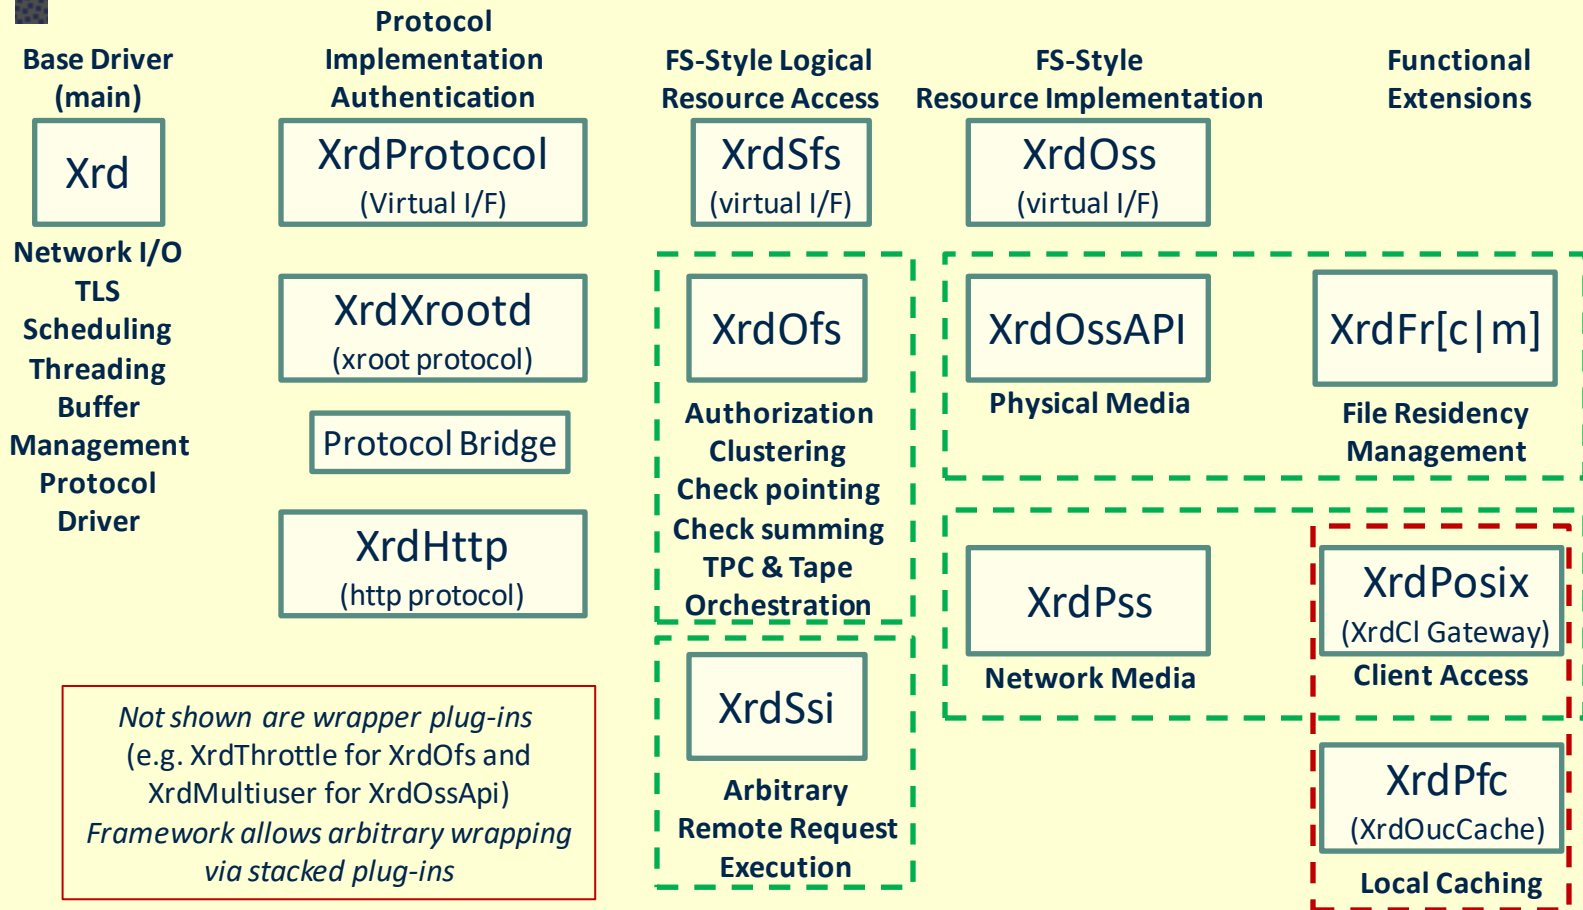 Base Driver
(main)
Xrd
Network I/O
TLS
Scheduling
Threading
Buffer
Management
Protocol
Driver
Protocol
Implementation
Authentication
XrdProtocol
(Virtual I/F)
XrdXrootd
(xroot protocol)
Protocol Bridge
XrdHttp
(http protocol)
Not shown are wrapper plug-ins
(e.g. XrdThrottle for XrdOfs and
XrdMultiuser for XrdOssApi)
Framework allows arbitrary wrapping
via stacked plug-ins
FS-Style Logical
Resource Access
XrdSfs
(virtual I/F)
XrdOfs
Authorization
Clustering
Check pointing
Check summing
TPC & Tape
Orchestration
XrdSsi
Arbitrary
Remote Request
Execution
FS-Style
Resource Implementation
XrdOss
(virtual I/F)
XrdOssAPI
Physical Media
XrdPss
Network Media
Functional
Extensions
XrdFr[c|m]
File Residency
Management
XrdPosix
(XrdCl Gateway)
Client Access
XrdPfc
(XrdOucCache)
Local Caching